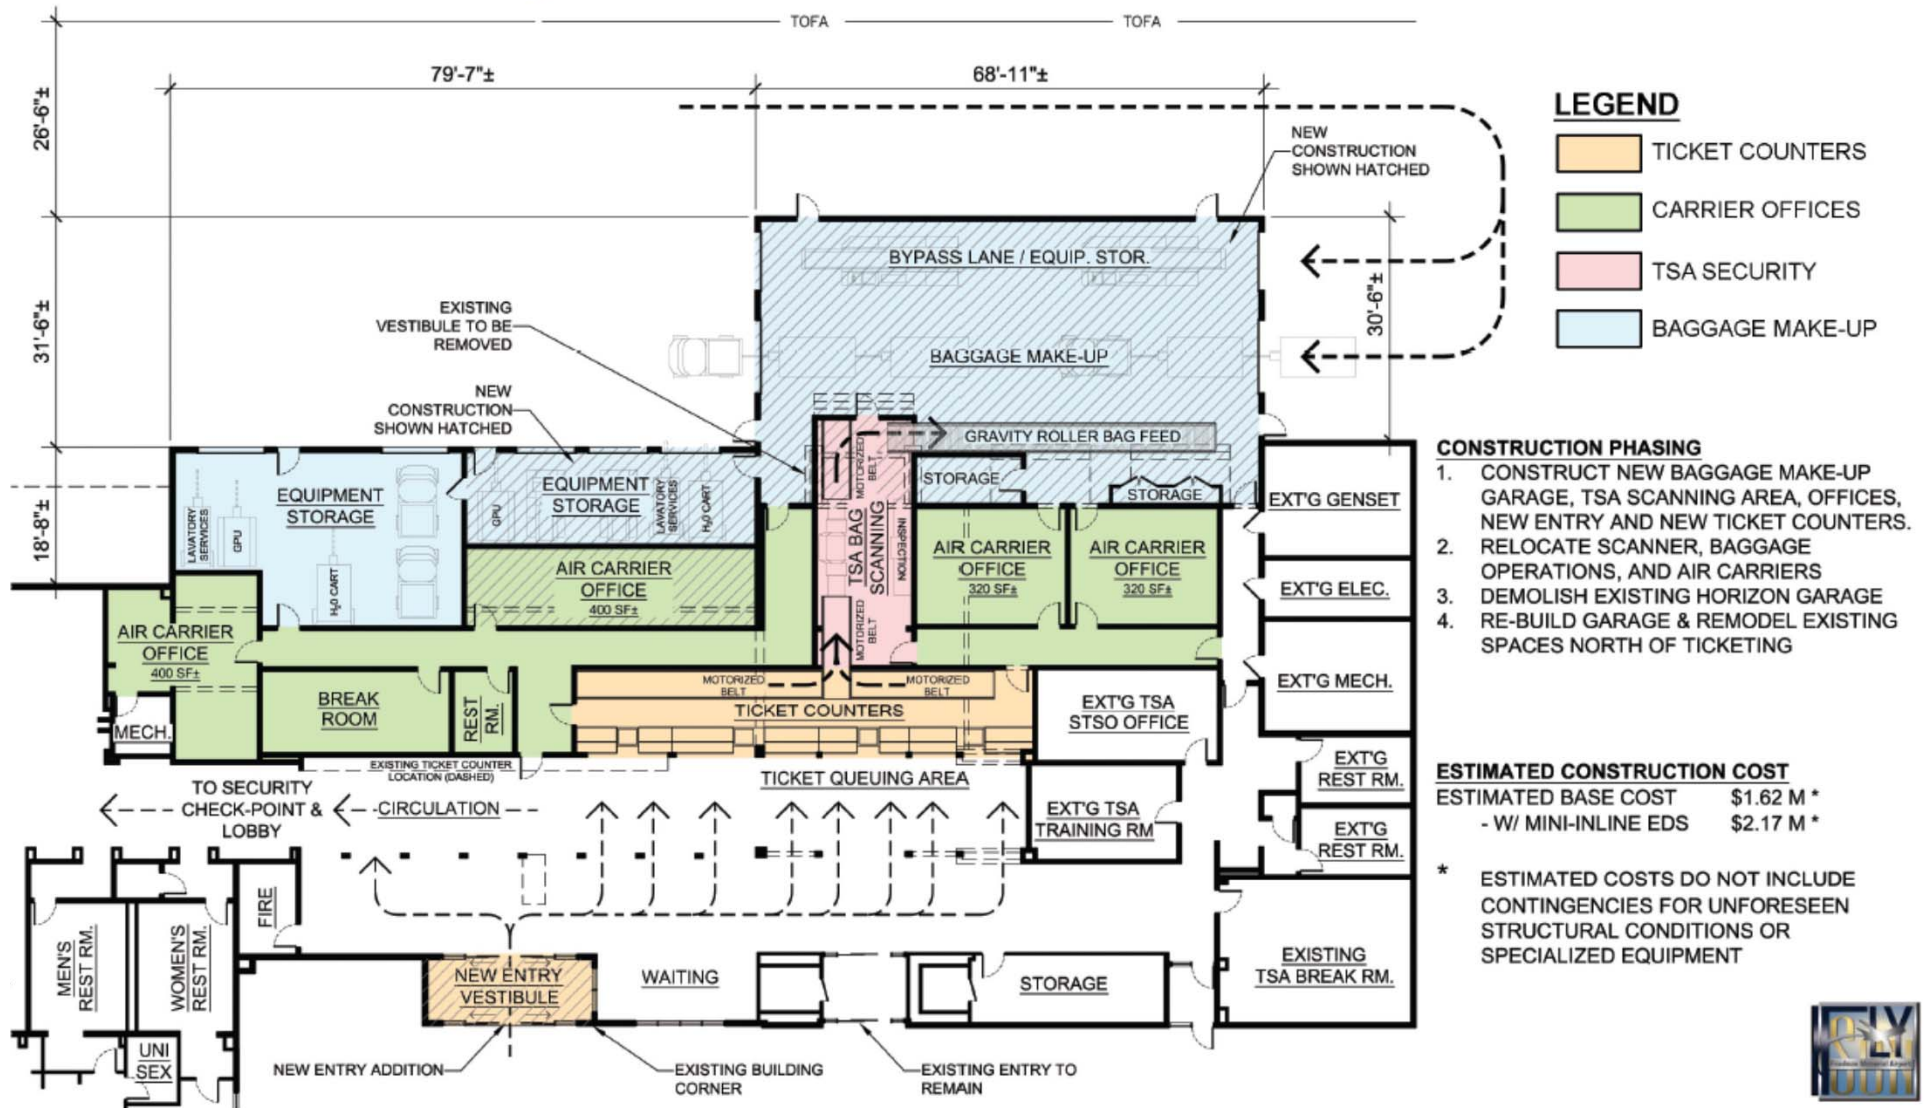 TOFA
TOFA
79'-7"±
68'-11"±
26'-6"±
31'-6"±
18'-8"±
30'-6"±
NEW
CONSTRUCTION
SHOWN HATCHED
LEGEND
TICKET COUNTERS
CARRIER OFFICES
TSA SECURITY
BAGGAGE MAKE-UP
BYPASS LANE / EQUIP. STOR.
BAGGAGE MAKE-UP
EXISTING
VESTIBULE TO BE
REMOVED
NEW
CONSTRUCTION
SHOWN HATCHED
GRAVITY ROLLER BAG FEED
MOTORIZED
BELT
STORAGE
STORAGE
EQUIPMENT
STORAGE
LAVATORY
SERVICES
GPU
H₂O CART
EQUIPMENT
STORAGE
GPU
LAVATORY
SERVICES
H₂O CART
AIR CARRIER
OFFICE
400 SF±
TSA BAG
SCANNING
INSPECTION
MOTORIZED
BELT
AIR CARRIER
OFFICE
320 SF±
AIR CARRIER
OFFICE
320 SF±
EXT'G GENSET
EXT'G ELEC.
EXT'G MECH.
AIR CARRIER
OFFICE
400 SF±
MECH.
BREAK
ROOM
REST
RM.
MOTORIZED
BELT
MOTORIZED
BELT
TICKET COUNTERS
EXT'G TSA
STSO OFFICE
EXISTING TICKET COUNTER
LOCATION (DASHED)
TICKET QUEUING AREA
TO SECURITY
CHECK-POINT &
LOBBY
CIRCULATION
EXT'G TSA
TRAINING RM
EXT'G
REST RM.
EXT'G
REST RM.
FIRE
MEN'S
REST RM.
WOMEN'S
REST RM.
UNI
SEX
NEW ENTRY
VESTIBULE
WAITING
STORAGE
EXISTING
TSA BREAK RM.
NEW ENTRY ADDITION
EXISTING BUILDING
CORNER
EXISTING ENTRY TO
REMAIN
CONSTRUCTION PHASING
1. CONSTRUCT NEW BAGGAGE MAKE-UP
GARAGE, TSA SCANNING AREA, OFFICES,
NEW ENTRY AND NEW TICKET COUNTERS.
2. RELOCATE SCANNER, BAGGAGE
OPERATIONS, AND AIR CARRIERS
3. DEMOLISH EXISTING HORIZON GARAGE
4. RE-BUILD GARAGE & REMODEL EXISTING
SPACES NORTH OF TICKETING
ESTIMATED CONSTRUCTION COST
ESTIMATED BASE COST $1.62 M *
- W/ MINI-INLINE EDS $2.17 M *
* ESTIMATED COSTS DO NOT INCLUDE
CONTINGENCIES FOR UNFORESEEN
STRUCTURAL CONDITIONS OR
SPECIALIZED EQUIPMENT